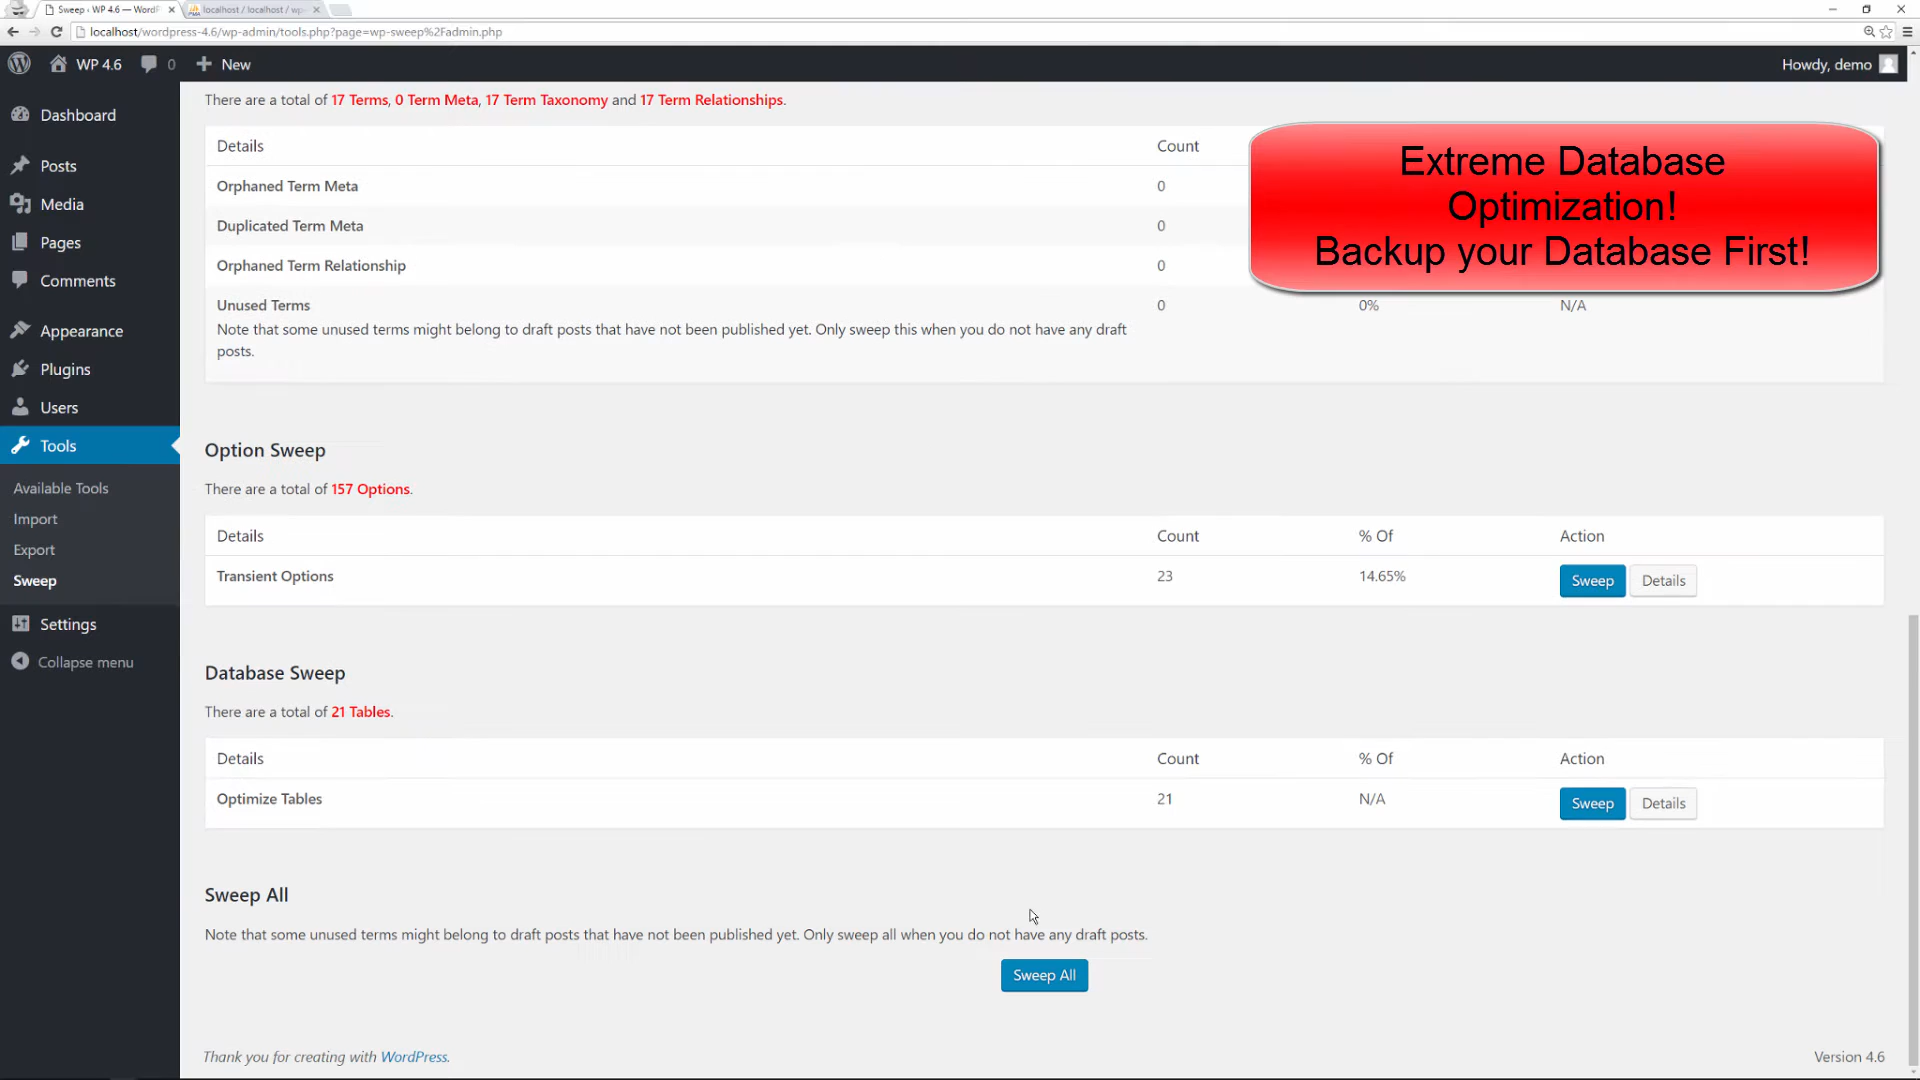 Sweep ‹ WP 4.6 — WordP
localhost / localhost / wp-
localhost/wordpress-4.6/wp-admin/tools.php?page=wp-sweep%2Fadmin.php
WP 4.6
0
New
Howdy, demo
Dashboard
Posts
Media
Pages
Comments
Appearance
Plugins
Users
Tools
Available Tools
Import
Export
Sweep
Settings
Collapse menu
There are a total of 17 Terms, 0 Term Meta, 17 Term Taxonomy and 17 Term Relationships.
Details Count
Orphaned Term Meta 0
Duplicated Term Meta 0
Orphaned Term Relationship 0
Unused Terms 0 0% N/A
Note that some unused terms might belong to draft posts that have not been published yet. Only sweep this when you do not have any draft
posts.
Extreme Database
Optimization!
Backup your Database First!
Option Sweep
There are a total of 157 Options.
Details Count % Of Action
Transient Options 23 14.65% Sweep Details
Database Sweep
There are a total of 21 Tables.
Details Count % Of Action
Optimize Tables 21 N/A Sweep Details
Sweep All
Note that some unused terms might belong to draft posts that have not been published yet. Only sweep all when you do not have any draft posts.
Sweep All
Thank you for creating with WordPress.
Version 4.6